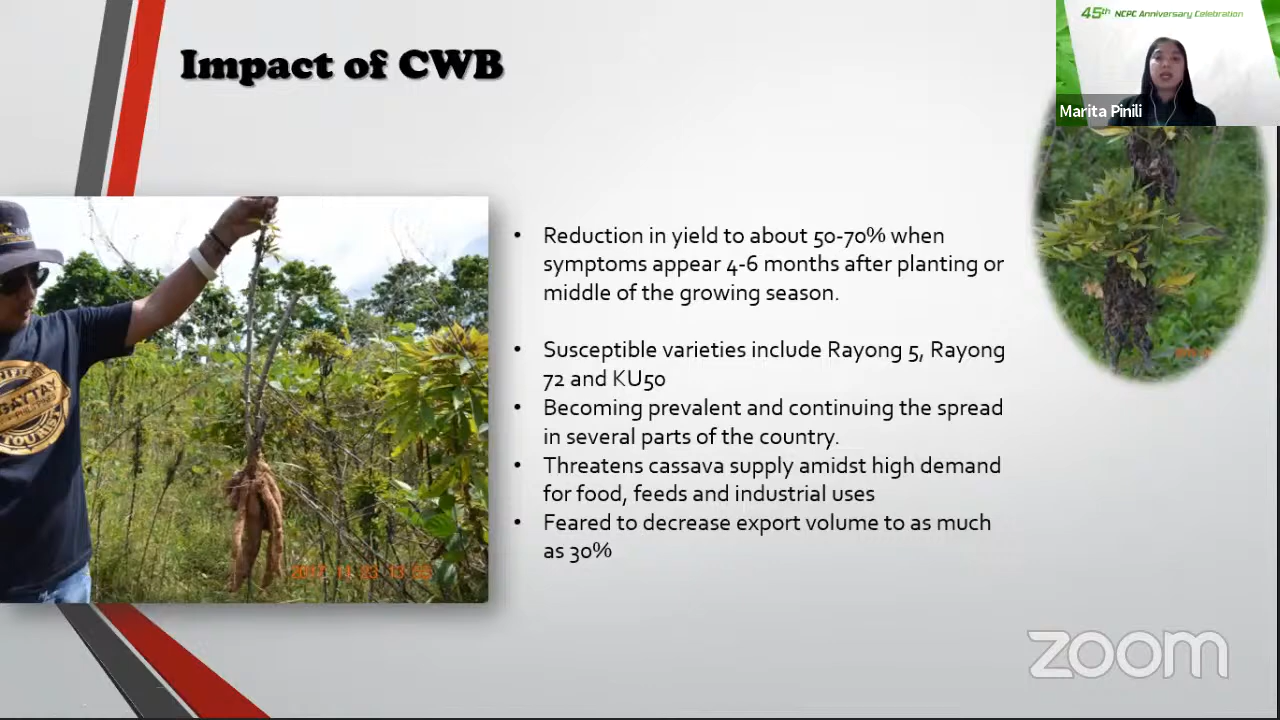 45th NCPC Anniversary Celebration
Impact of CWB
Marita Pinili
• Reduction in yield to about 50-70% when
symptoms appear 4-6 months after planting or
middle of the growing season.
• Susceptible varieties include Rayong 5, Rayong
72 and KU50
• Becoming prevalent and continuing the spread
in several parts of the country.
• Threatens cassava supply amidst high demand
for food, feeds and industrial uses
• Feared to decrease export volume to as much
as 30%
zoom